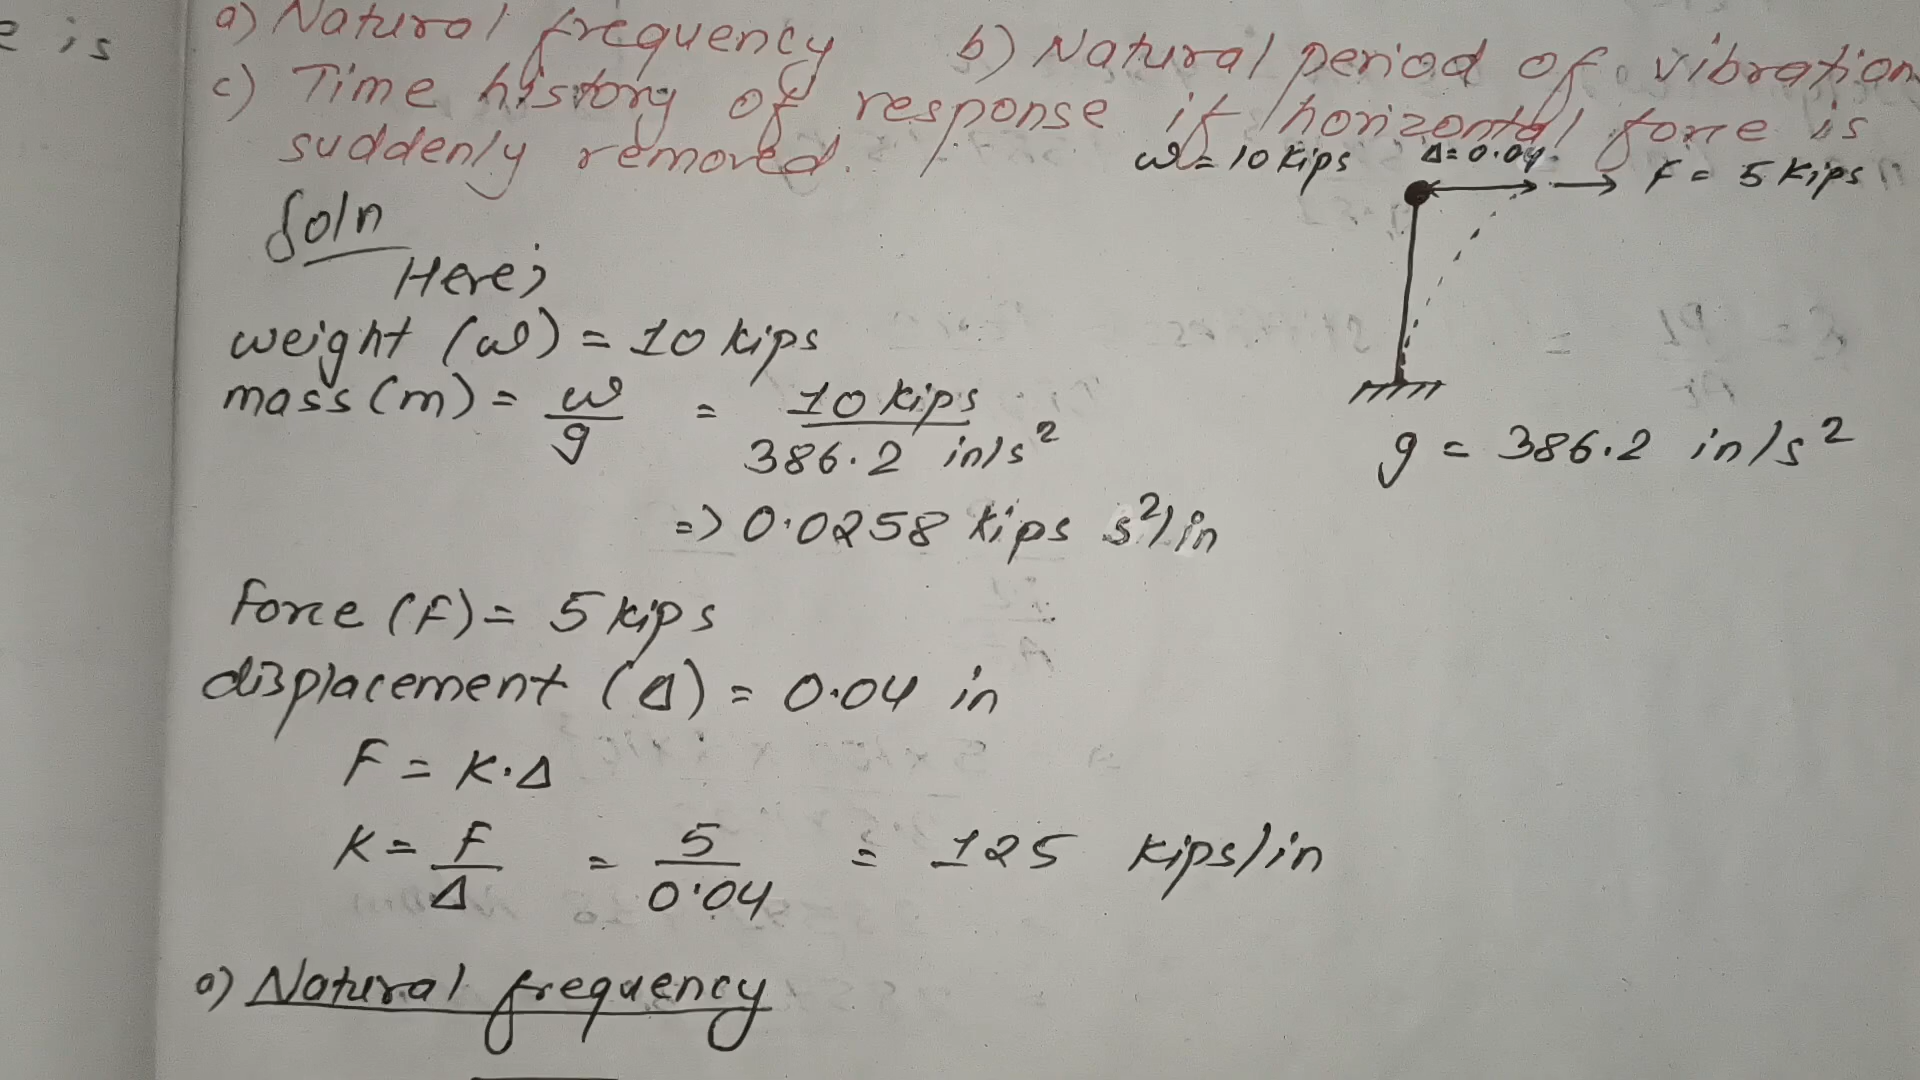 e is
a) Natural frequency b) Natural period of vibration
c) Time history of response if horizontal force is
suddenly removed.
w = 10 kips Δ = 0.04 F = 5 kips
Soln
Here;
weight (w) = 10 kips
mass (m) = w/g = 10 kips / 386.2 in/s²
g = 386.2 in/s²
=> 0.0258 kips s²/in
Force (F) = 5 kips
displacement (Δ) = 0.04 in
F = K.Δ
K = F/Δ = 5/0.04 = 125 kips/in
a) Natural frequency